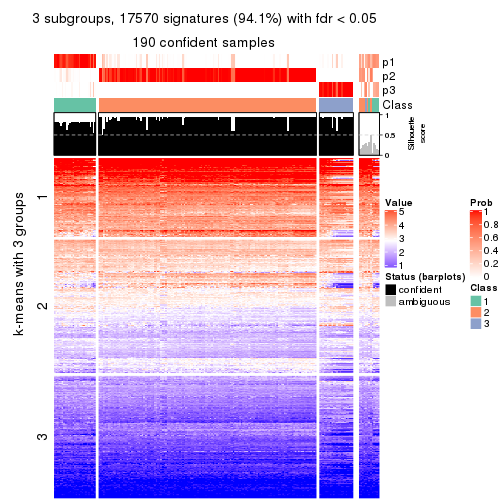 3 subgroups, 17570 signatures (94.1%) with fdr < 0.05
190 confident samples
p1
p2
p3
Class
1
0.5
0
Silhouette
score
k-means with 3 groups
1
2
3
Value
5
4
3
2
1
Status (barplots)
confident
ambiguous
Prob
1
0.8
0.6
0.4
0.2
0
Class
1
2
3